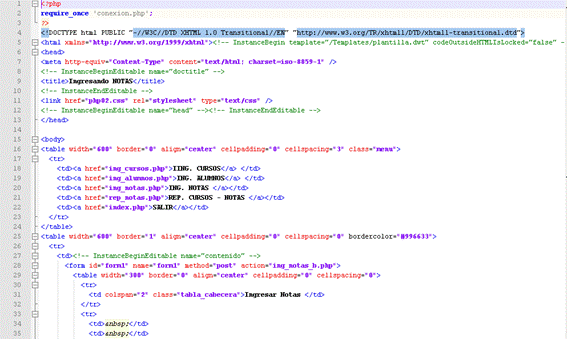 1 <?php
2 require_once 'conexion.php';
3 ?>
4 <!DOCTYPE html PUBLIC "-//W3C//DTD XHTML 1.0 Transitional//EN" "http://www.w3.org/TR/xhtml1/DTD/xhtml1-transitional.dtd">
5 <html xmlns="http://www.w3.org/1999/xhtml"><!-- InstanceBegin template="/Templates/plantilla.dwt" codeOutsideHTMLIsLocked="false" -
6 <head>
7 <meta http-equiv="Content-Type" content="text/html; charset=iso-8859-1" />
8 <!-- InstanceBeginEditable name="doctitle" -->
9 <title>Ingresando NOTAS</title>
10 <!-- InstanceEndEditable -->
11 <link href="php02.css" rel="stylesheet" type="text/css" />
12 <!-- InstanceBeginEditable name="head" --><!-- InstanceEndEditable -->
13 </head>
14
15 <body>
16 <table width="600" border="0" align="center" cellpadding="0" cellspacing="3" class="menu">
17 <tr>
18 <td><a href="ing_cursos.php">IING. CURSOS</a> </td>
19 <td><a href="ing_alumnos.php">ING. ALUMNOS</a> </td>
20 <td><a href="ing_notas.php">ING. NOTAS </a></td>
21 <td><a href="rep_notas.php">REP. CURSOS - NOTAS </a></td>
22 <td><a href="index.php">SALIR</a></td>
23 </tr>
24 </table>
25 <table width="600" border="1" align="center" cellpadding="0" cellspacing="0" bordercolor="#996633">
26 <tr>
27 <td><!-- InstanceBeginEditable name="contenido" -->
28 <form id="form1" name="form1" method="post" action="ing_notas_b.php">
29 <table width="300" border="0" align="center" cellpadding="0" cellspacing="0">
30 <tr>
31 <td colspan="2" class="tabla_cabecera">Ingresar Notas </td>
32 </tr>
33 <tr>
34 <td>&nbsp;</td>
35 <td>&nbsp;</td>